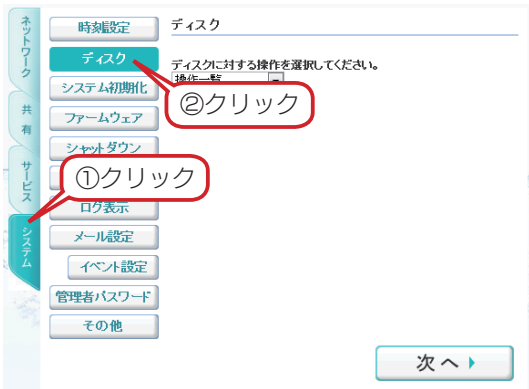 ネットワーク
共有
サービス
システム
時刻設定
ディスク
システム初期化
ファームウェア
シャットダウン
ログ表示
メール設定
イベント設定
管理者パスワード
その他
ディスク
ディスクに対する操作を選択してください。
操作一覧
②クリック
①クリック
次へ